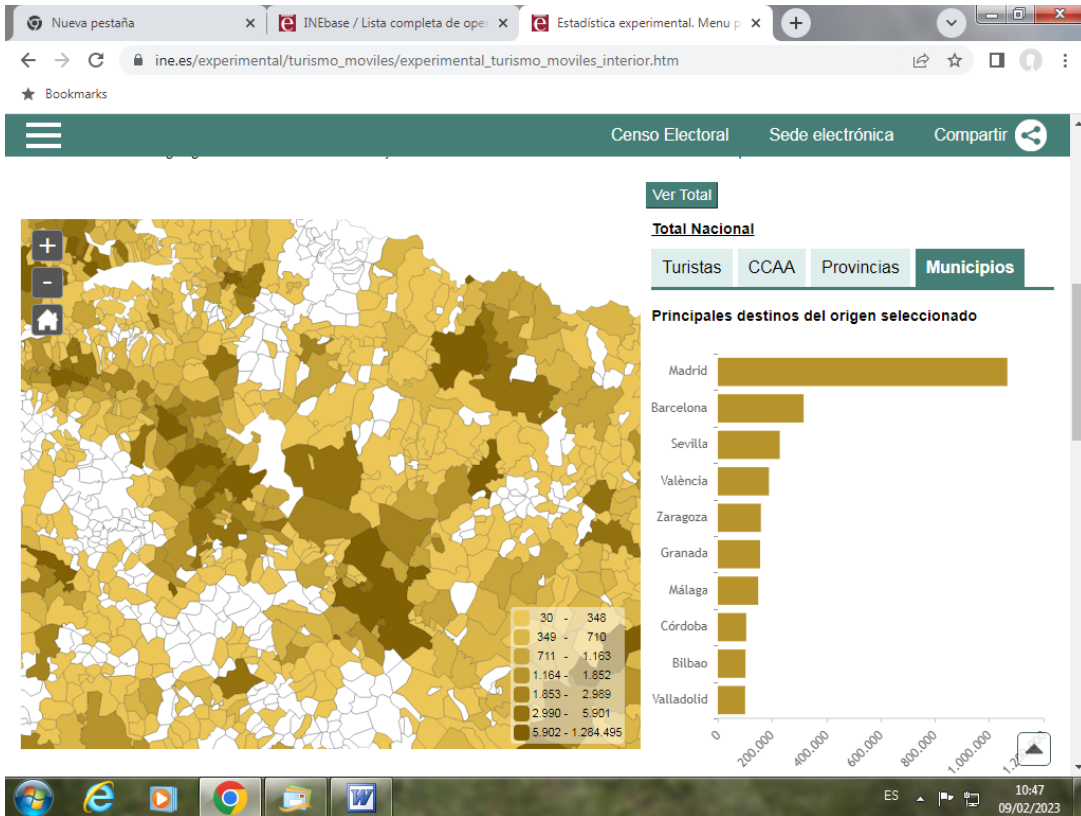 Nueva pestaña
INEbase / Lista completa de oper
Estadística experimental. Menu p
ine.es/experimental/turismo_moviles/experimental_turismo_moviles_interior.htm
Bookmarks
Censo Electoral Sede electrónica Compartir
Ver Total
Total Nacional
Turistas CCAA Provincias Municipios
Principales destinos del origen seleccionado
+
-
Madrid
Barcelona
Sevilla
València
Zaragoza
Granada
Málaga
Córdoba
Bilbao
Valladolid
0 200.000 400.000 600.000 800.000 1.000.000
30 - 348
349 - 710
711 - 1.163
1.164 - 1.852
1.853 - 2.989
2.990 - 5.901
5.902 - 1.284.495
ES
10:47
09/02/2023